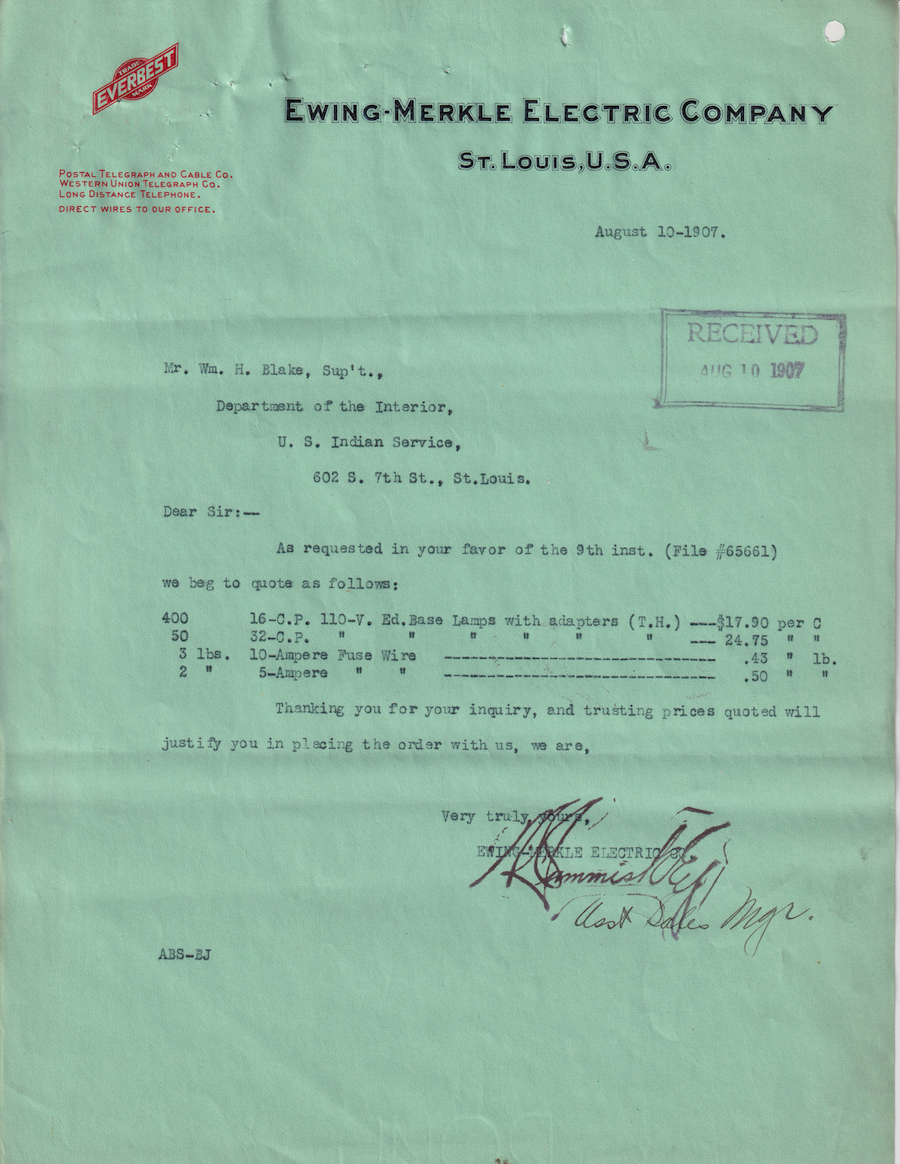 TRADE
EVERBEST
MARK
EWING-MERKLE ELECTRIC COMPANY
ST. LOUIS, U.S.A.
POSTAL TELEGRAPH AND CABLE CO.
WESTERN UNION TELEGRAPH CO.
LONG DISTANCE TELEPHONE.
DIRECT WIRES TO OUR OFFICE.
August 10-1907.
RECEIVED
AUG 10 1907
Mr. Wm. H. Blake, Sup't.,
Department of the Interior,
U. S. Indian Service,
602 S. 7th St., St.Louis.
Dear Sir:--
As requested in your favor of the 9th inst. (File #65661)
we beg to quote as follows:
400 16-C.P. 110-V. Ed.Base Lamps with adapters (T.H.) ---$17.90 per C
50 32-C.P. " " " " " " --- 24.75 " "
3 lbs. 10-Ampere Fuse Wire ------------------------------- .43 " lb.
2 " 5-Ampere " " ------------------------------- .50 " "
Thanking you for your inquiry, and trusting prices quoted will
justify you in placing the order with us, we are,
Very truly yours,
EWING-MERKLE ELECTRIC CO.
Asst Sales Mgr.
ABS-EJ